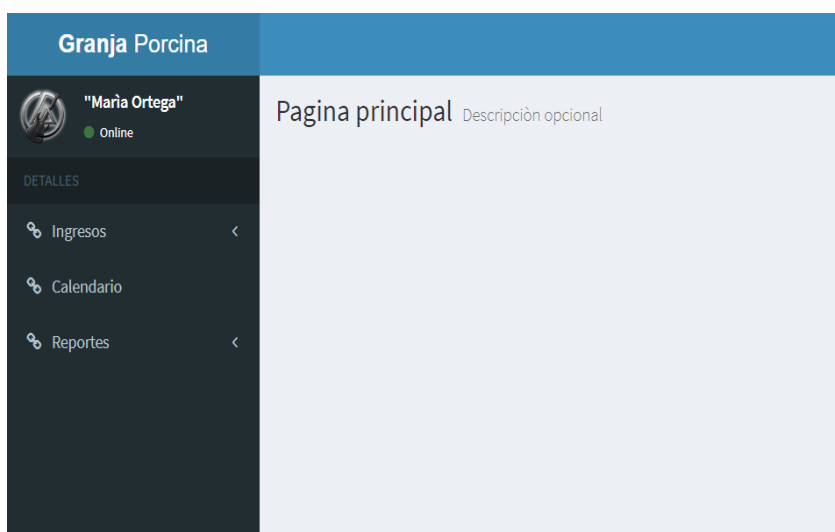 Granja Porcina
"Marìa Ortega"
Online
DETALLES
Ingresos
Calendario
Reportes
Pagina principal Descripciòn opcional